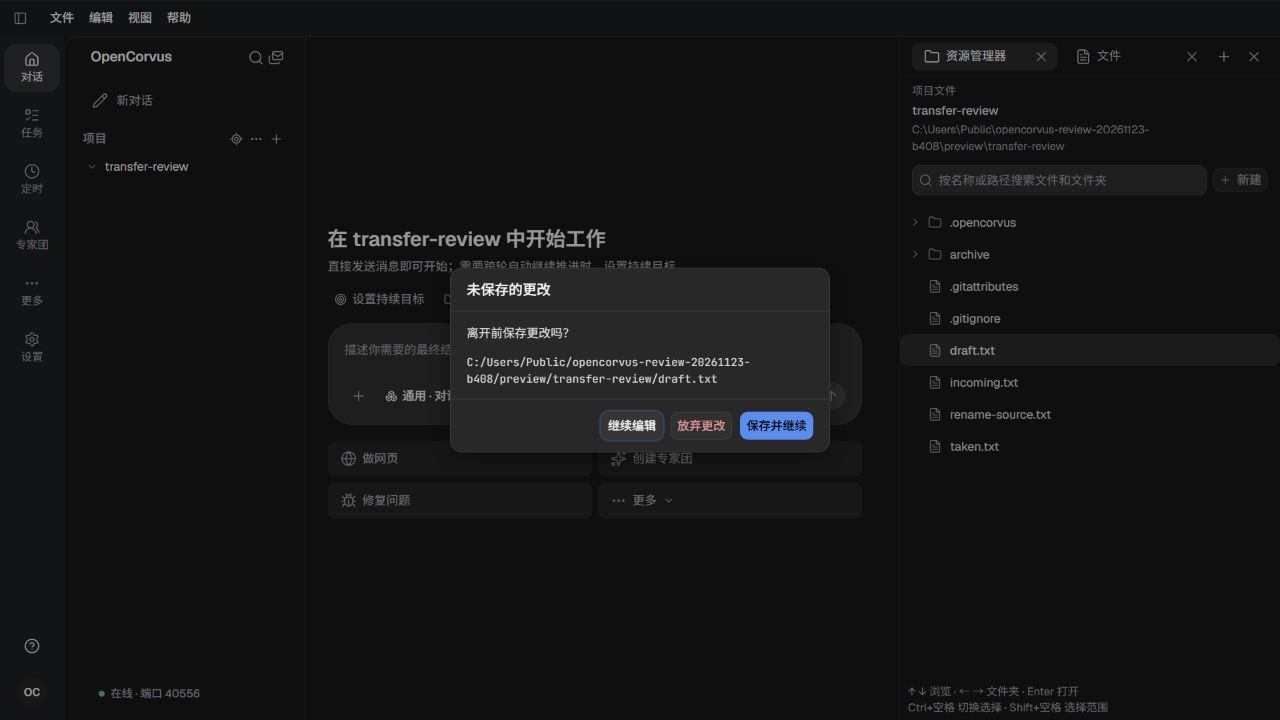 文件 编辑 视图 帮助
对话
任务
定时
专家团
更多
设置
OC
OpenCorvus
新对话
项目
transfer-review
在线 · 端口 40556
在 transfer-review 中开始工作
直接发送消息即可开始；需要跨轮自动继续推进时，设置持续目标。
设置持续目标
描述你需要的最终结
通用 · 对话
做网页
创建专家团
修复问题
更多
未保存的更改
离开前保存更改吗？
C:/Users/Public/opencorvus-review-20261123-
b408/preview/transfer-review/draft.txt
继续编辑 放弃更改 保存并继续
资源管理器 文件
项目文件
transfer-review
C:\Users\Public\opencorvus-review-20261123-
b408\preview\transfer-review
按名称或路径搜索文件和文件夹
新建
.opencorvus
archive
.gitattributes
.gitignore
draft.txt
incoming.txt
rename-source.txt
taken.txt
↑↓ 浏览 · ←→ 文件夹 · Enter 打开
Ctrl+空格 切换选择 · Shift+空格 选择范围